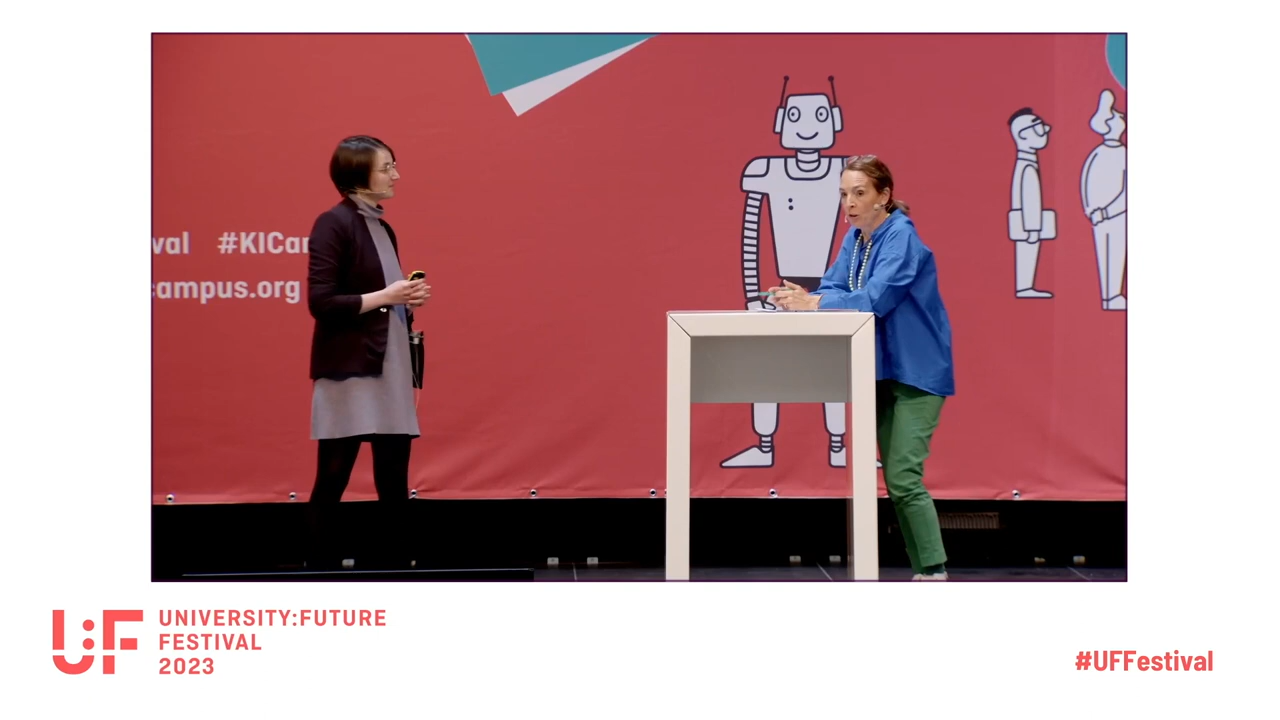 val #KICa
campus.org
U:F
UNIVERSITY:FUTURE
FESTIVAL
2023
#UFFestival